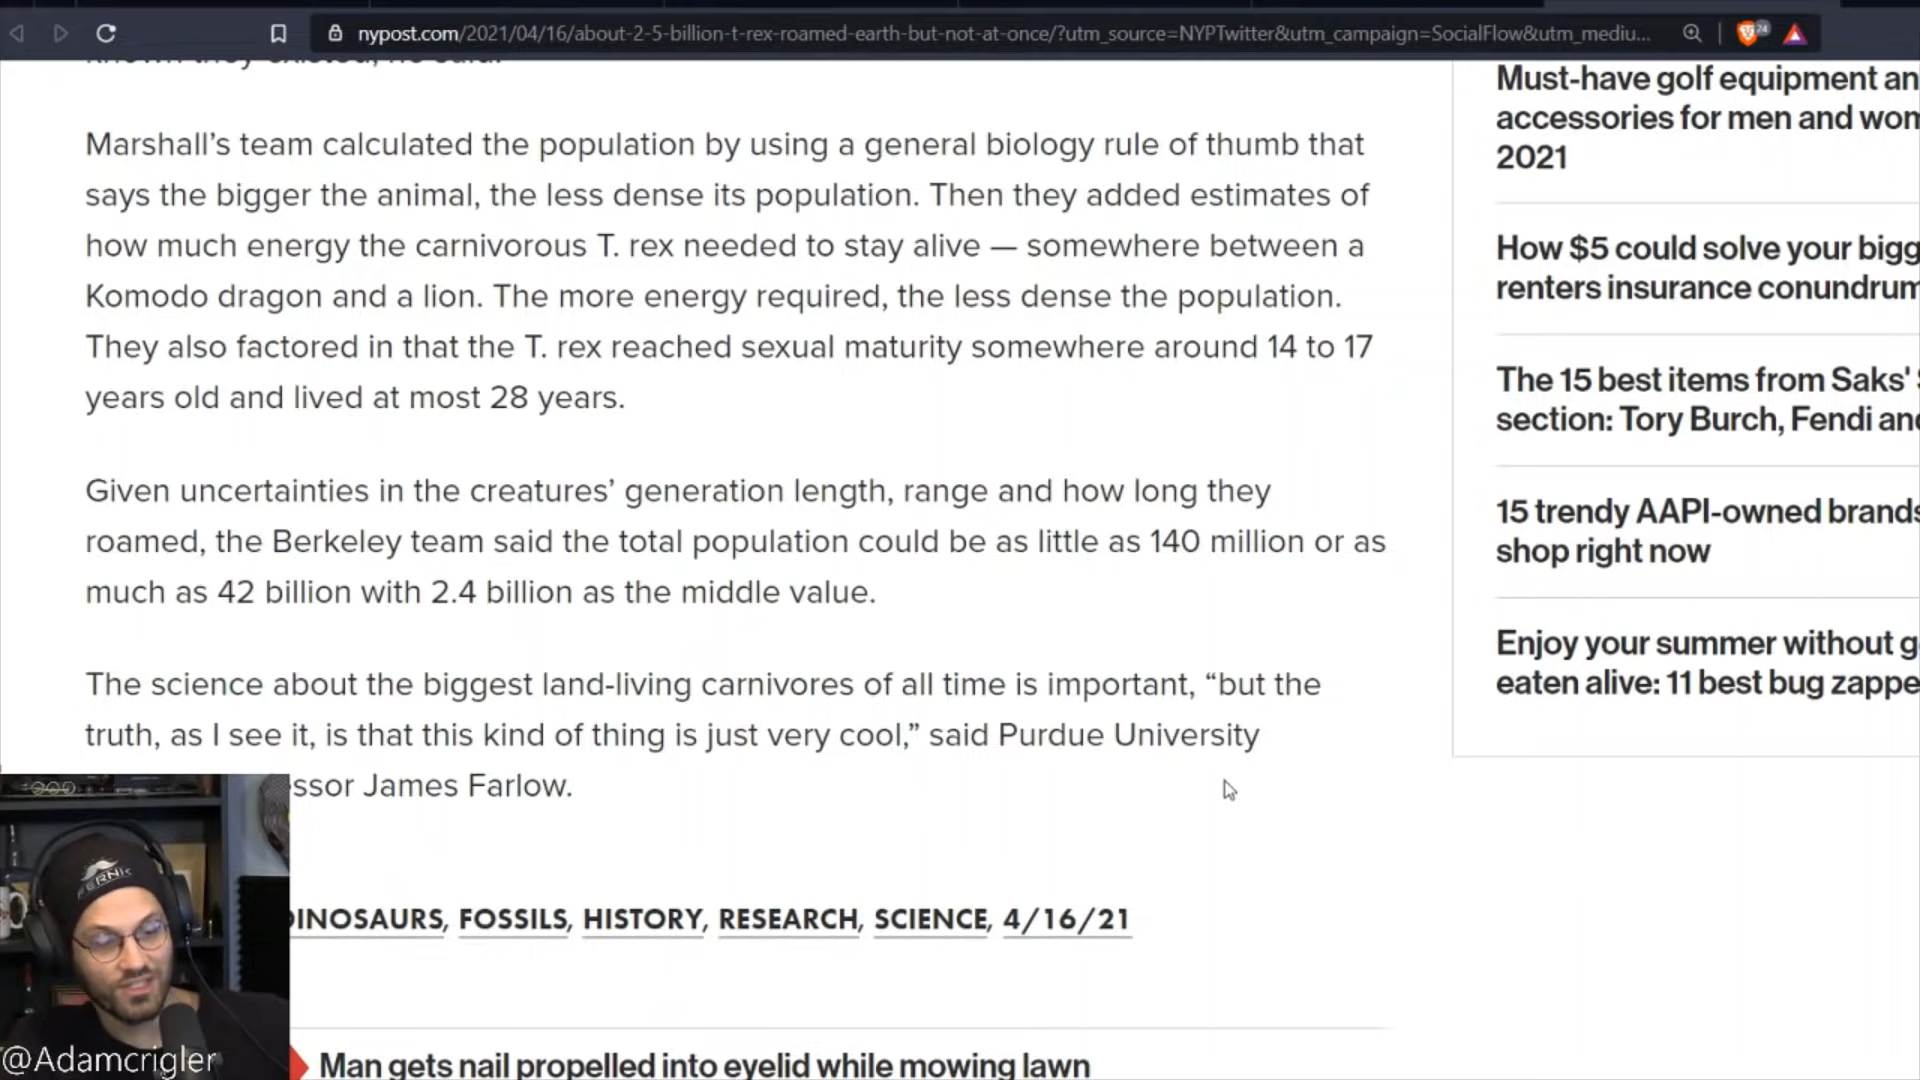 nypost.com/2021/04/16/about-2-5-billion-t-rex-roamed-earth-but-not-at-once/?utm_source=NYPTwitter&utm_campaign=SocialFlow&utm_mediu...
24
known they existed, he said.
Marshall’s team calculated the population by using a general biology rule of thumb that
says the bigger the animal, the less dense its population. Then they added estimates of
how much energy the carnivorous T. rex needed to stay alive — somewhere between a
Komodo dragon and a lion. The more energy required, the less dense the population.
They also factored in that the T. rex reached sexual maturity somewhere around 14 to 17
years old and lived at most 28 years.
Given uncertainties in the creatures’ generation length, range and how long they
roamed, the Berkeley team said the total population could be as little as 140 million or as
much as 42 billion with 2.4 billion as the middle value.
The science about the biggest land-living carnivores of all time is important, “but the
truth, as I see it, is that this kind of thing is just very cool,” said Purdue University
ssor James Farlow.
DINOSAURS, FOSSILS, HISTORY, RESEARCH, SCIENCE, 4/16/21
Man gets nail propelled into eyelid while mowing lawn
Must-have golf equipment an
accessories for men and wom
2021
How $5 could solve your bigg
renters insurance conundrum
The 15 best items from Saks' S
section: Tory Burch, Fendi and
15 trendy AAPI-owned brands
shop right now
Enjoy your summer without g
eaten alive: 11 best bug zappe
@Adamcrigler